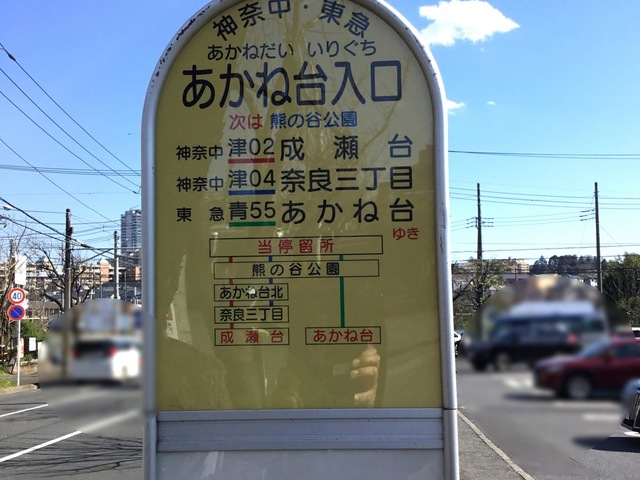 神奈中・東急
あかねだい いりぐち
あかね台入口
次は 熊の谷公園
神奈中 津02 成瀬台
神奈中 津04 奈良三丁目
東急 青55 あかね台
ゆき
当停留所
熊の谷公園
あかね台北
奈良三丁目
成瀬台 あかね台
40